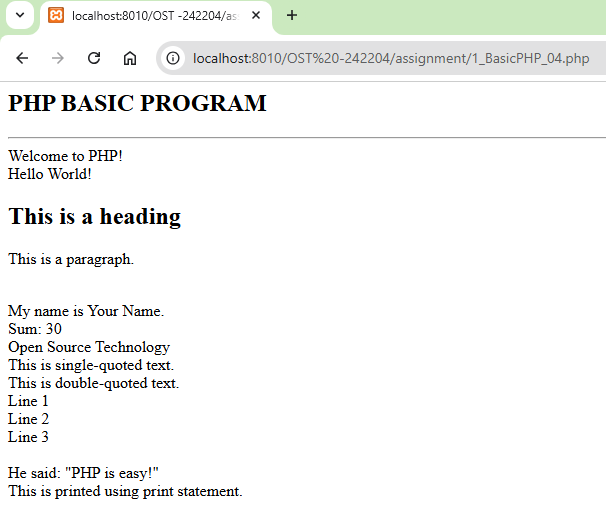 localhost:8010/OST -242204/as
localhost:8010/OST%20-242204/assignment/1_BasicPHP_04.php
PHP BASIC PROGRAM
Welcome to PHP!
Hello World!
This is a heading
This is a paragraph.
My name is Your Name.
Sum: 30
Open Source Technology
This is single-quoted text.
This is double-quoted text.
Line 1
Line 2
Line 3
He said: "PHP is easy!"
This is printed using print statement.